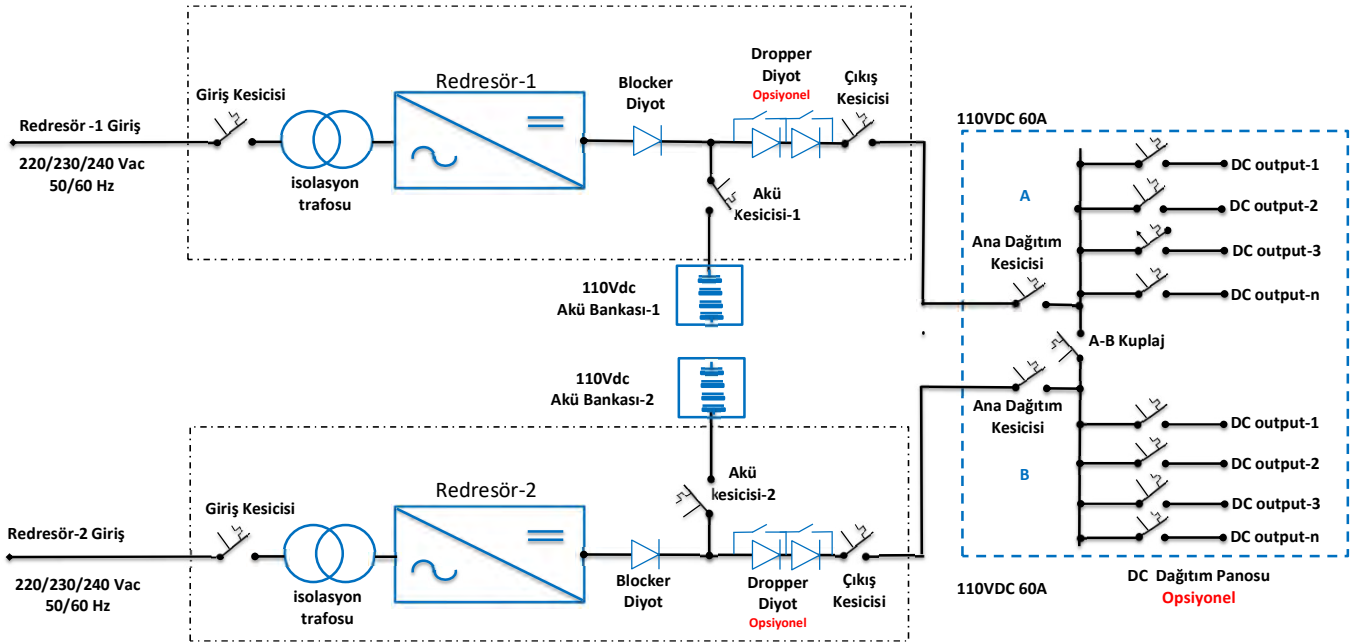 Redresör -1 Giriş
220/230/240 Vac
50/60 Hz
Giriş Kesicisi
isolasyon
trafosu
Redresör-1
Blocker
Diyot
Dropper
Diyot
Opsiyonel
Çıkış
Kesicisi
Akü
Kesicisi-1
110Vdc
Akü Bankası-1
110VDC 60A
A
Ana Dağıtım
Kesicisi
DC output-1
DC output-2
DC output-3
DC output-n
A-B Kuplaj
110Vdc
Akü Bankası-2
Akü
kesicisi-2
Redresör-2 Giriş
220/230/240 Vac
50/60 Hz
Giriş Kesicisi
isolasyon
trafosu
Redresör-2
Blocker
Diyot
Dropper
Diyot
Opsiyonel
Çıkış
Kesicisi
Ana Dağıtım
Kesicisi
B
DC output-1
DC output-2
DC output-3
DC output-n
110VDC 60A
DC Dağıtım Panosu
Opsiyonel